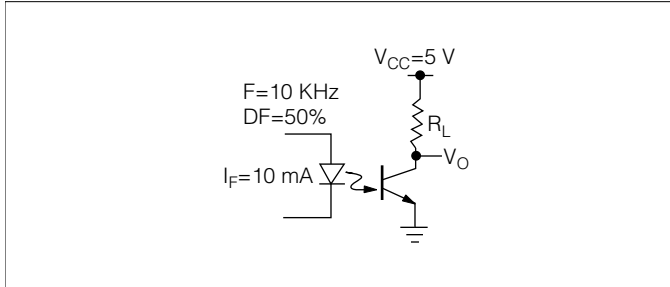 V_CC=5 V
F=10 KHz
DF=50%
R_L
V_O
I_F=10 mA